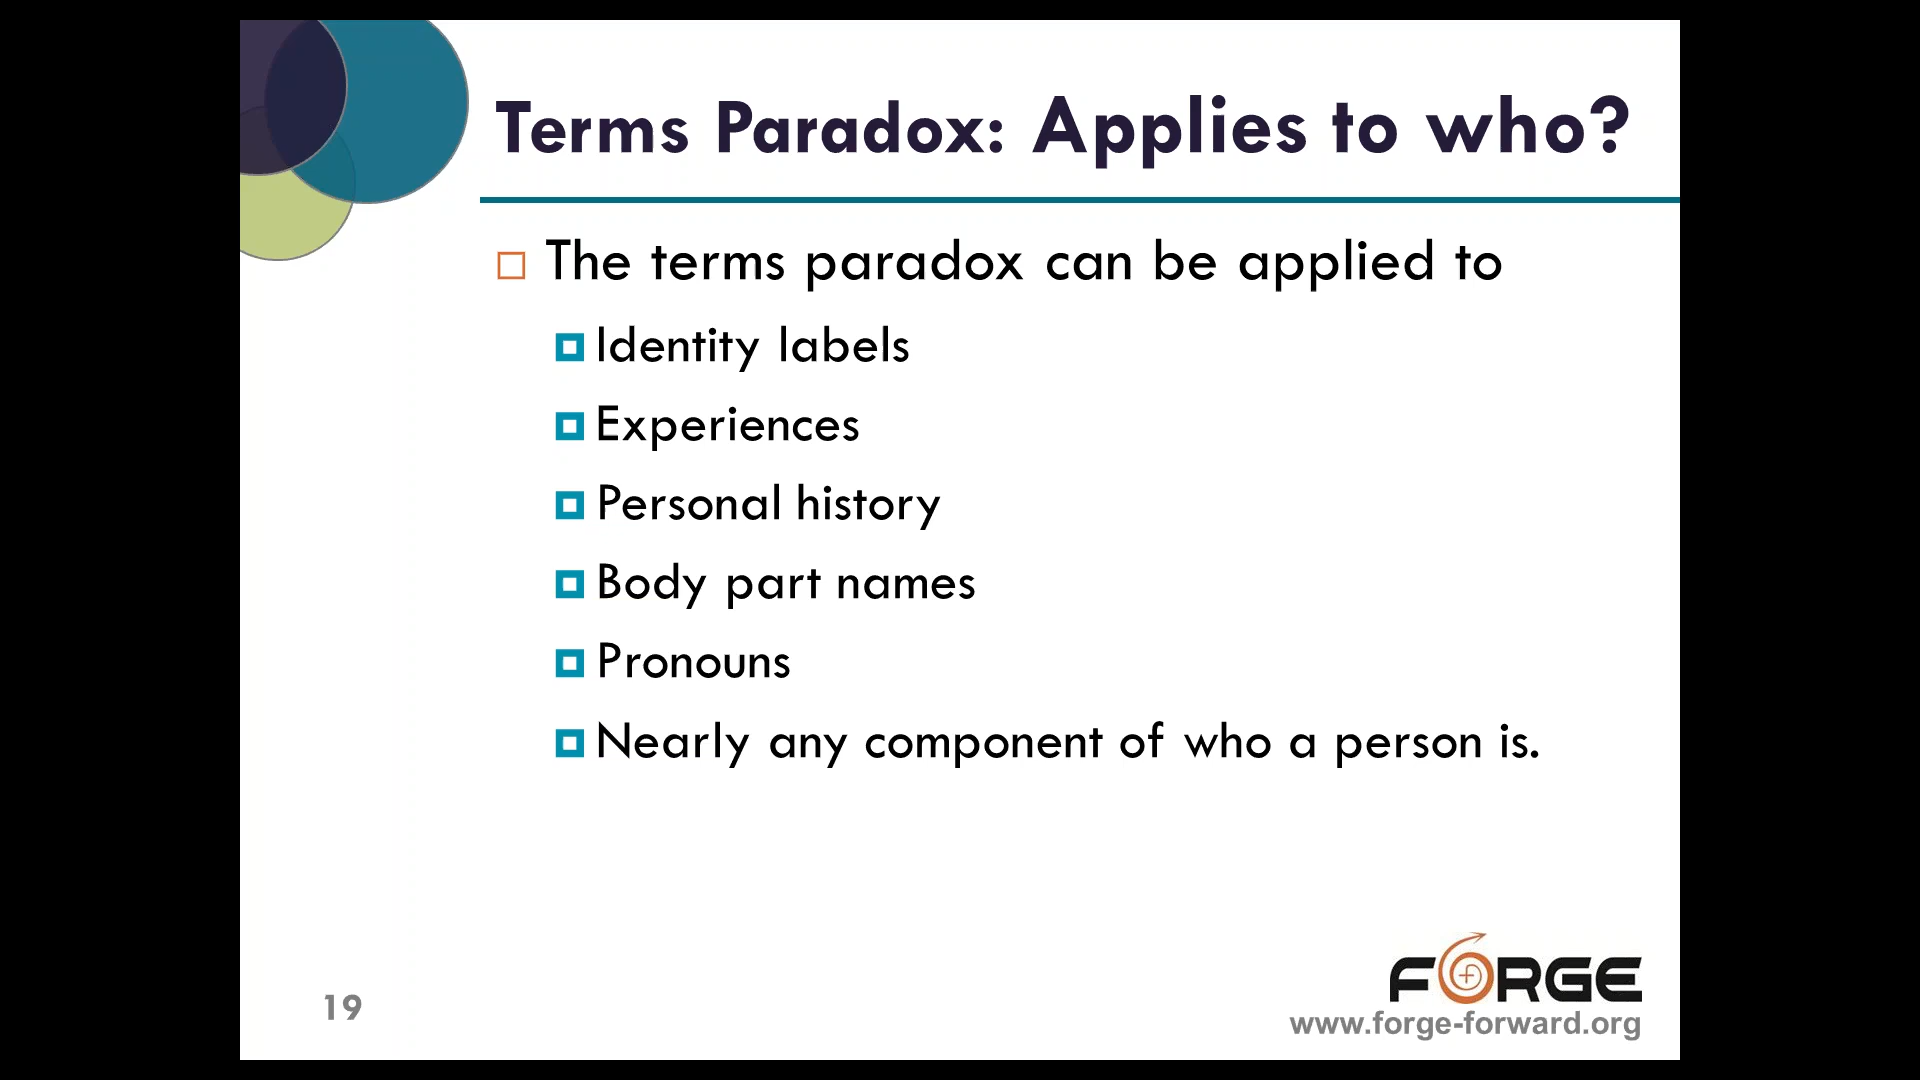 Terms Paradox: Applies to who?
The terms paradox can be applied to
Identity labels
Experiences
Personal history
Body part names
Pronouns
Nearly any component of who a person is.
FORGE
www.forge-forward.org
19